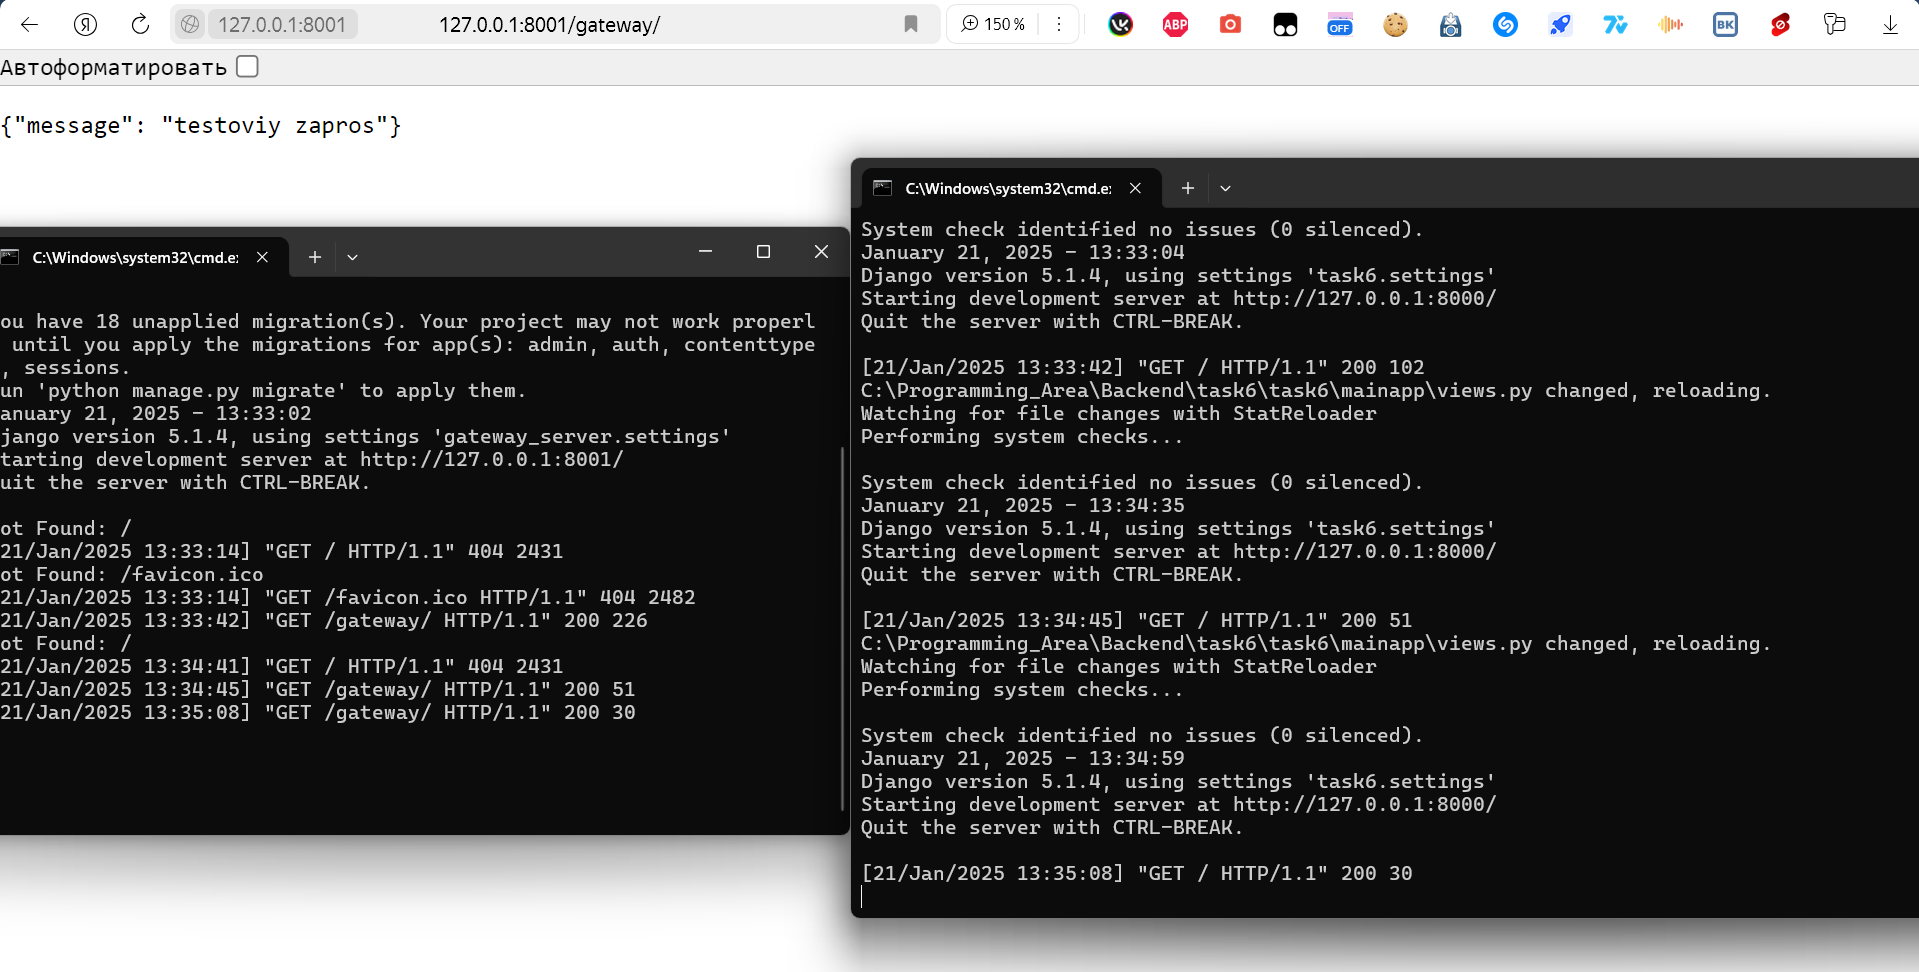 127.0.0.1:8001
127.0.0.1:8001/gateway/
150 %
ABP
OFF
ВК
Автоформатировать
{"message": "testoviy zapros"}
C:\Windows\system32\cmd.e
ou have 18 unapplied migration(s). Your project may not work properl
until you apply the migrations for app(s): admin, auth, contenttype
, sessions.
un 'python manage.py migrate' to apply them.
anuary 21, 2025 - 13:33:02
jango version 5.1.4, using settings 'gateway_server.settings'
tarting development server at http://127.0.0.1:8001/
uit the server with CTRL-BREAK.
ot Found: /
21/Jan/2025 13:33:14] "GET / HTTP/1.1" 404 2431
ot Found: /favicon.ico
21/Jan/2025 13:33:14] "GET /favicon.ico HTTP/1.1" 404 2482
21/Jan/2025 13:33:42] "GET /gateway/ HTTP/1.1" 200 226
ot Found: /
21/Jan/2025 13:34:41] "GET / HTTP/1.1" 404 2431
21/Jan/2025 13:34:45] "GET /gateway/ HTTP/1.1" 200 51
21/Jan/2025 13:35:08] "GET /gateway/ HTTP/1.1" 200 30
C:\Windows\system32\cmd.e
System check identified no issues (0 silenced).
January 21, 2025 - 13:33:04
Django version 5.1.4, using settings 'task6.settings'
Starting development server at http://127.0.0.1:8000/
Quit the server with CTRL-BREAK.
[21/Jan/2025 13:33:42] "GET / HTTP/1.1" 200 102
C:\Programming_Area\Backend\task6\task6\mainapp\views.py changed, reloading.
Watching for file changes with StatReloader
Performing system checks...
System check identified no issues (0 silenced).
January 21, 2025 - 13:34:35
Django version 5.1.4, using settings 'task6.settings'
Starting development server at http://127.0.0.1:8000/
Quit the server with CTRL-BREAK.
[21/Jan/2025 13:34:45] "GET / HTTP/1.1" 200 51
C:\Programming_Area\Backend\task6\task6\mainapp\views.py changed, reloading.
Watching for file changes with StatReloader
Performing system checks...
System check identified no issues (0 silenced).
January 21, 2025 - 13:34:59
Django version 5.1.4, using settings 'task6.settings'
Starting development server at http://127.0.0.1:8000/
Quit the server with CTRL-BREAK.
[21/Jan/2025 13:35:08] "GET / HTTP/1.1" 200 30